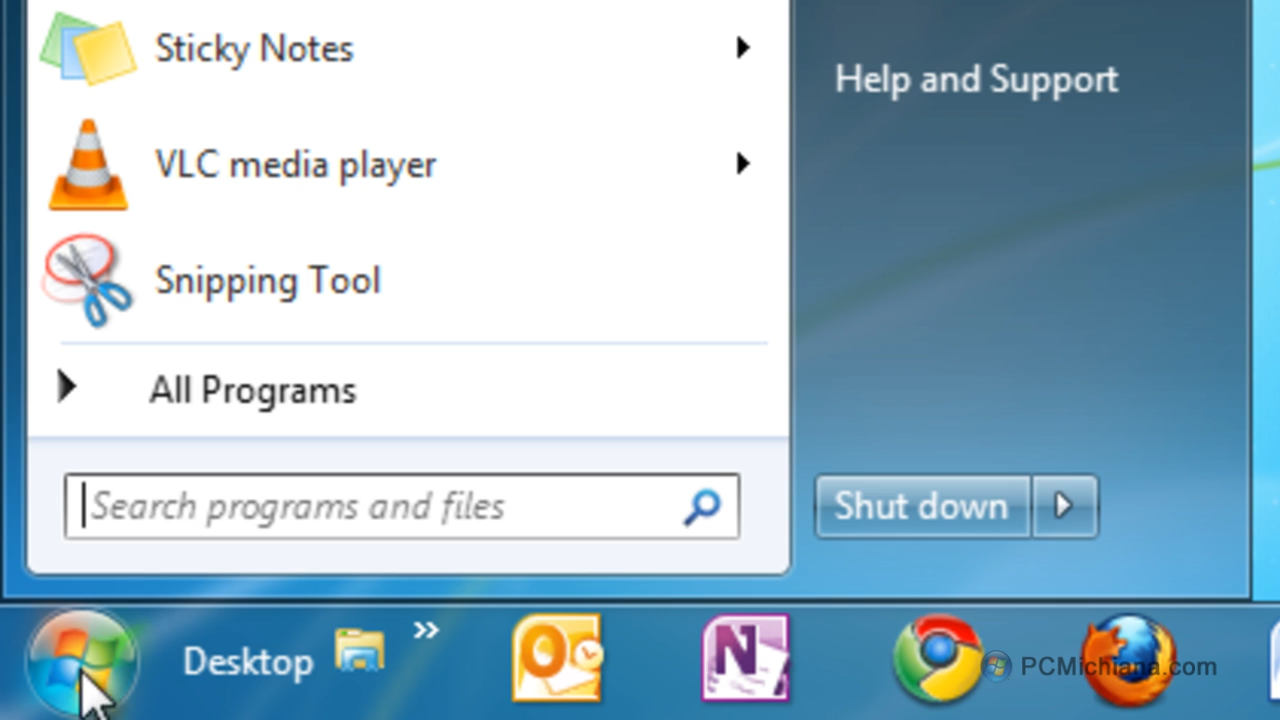 Sticky Notes
Help and Support
VLC media player
Snipping Tool
All Programs
Search programs and files
Shut down
Desktop
PCMichiana.com